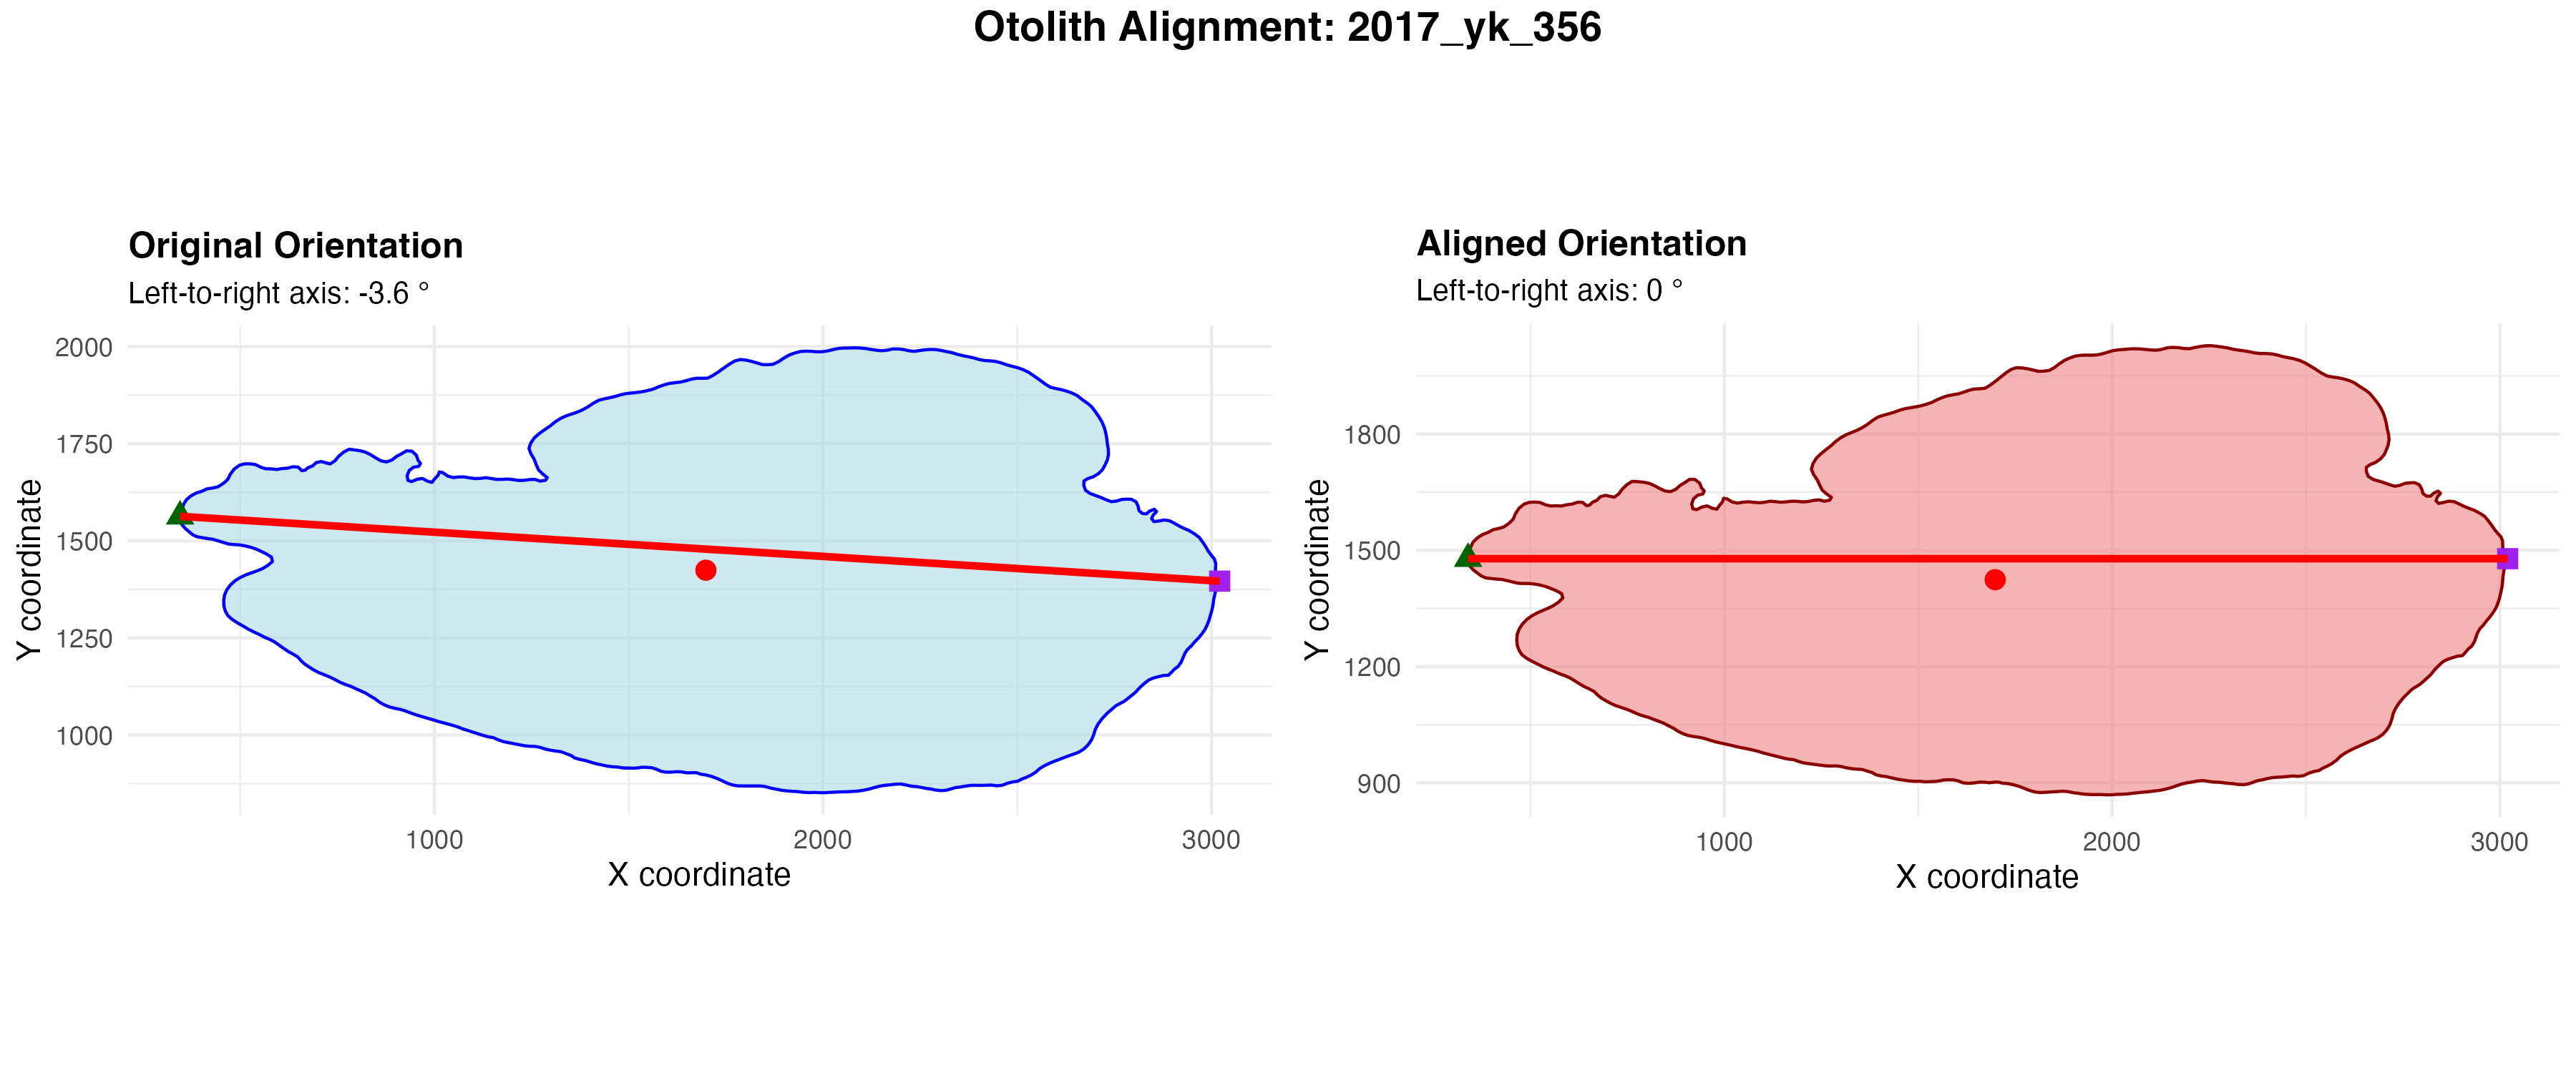 Otolith Alignment: 2017_yk_356
Original Orientation
Left-to-right axis: -3.6 °
2000
1750
1500
1250
1000
Y coordinate
1000 2000 3000
X coordinate
Aligned Orientation
Left-to-right axis: 0 °
1800
1500
1200
900
Y coordinate
1000 2000 3000
X coordinate